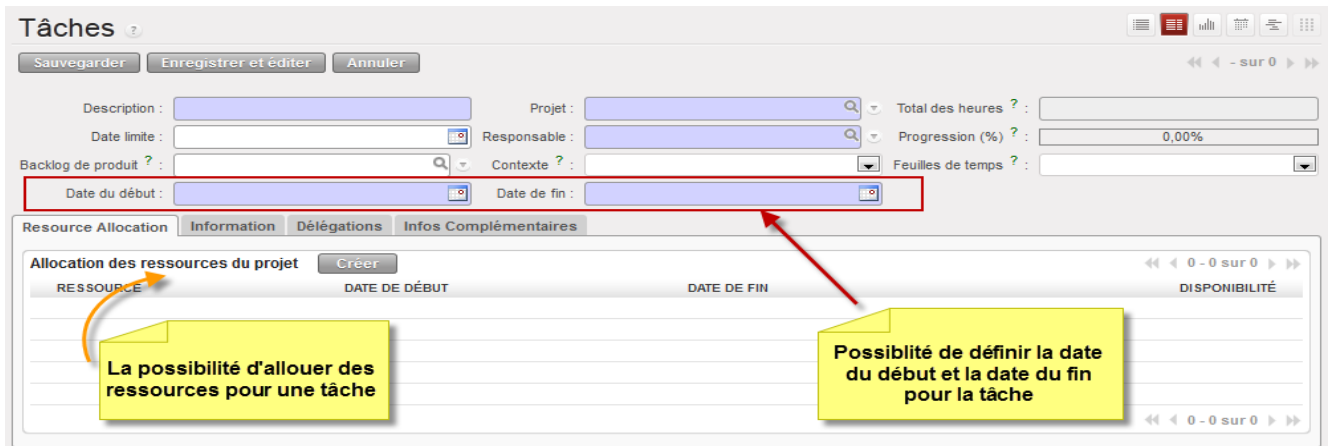 Tâches ?
Sauvegarder Enregistrer et éditer Annuler - sur 0
Description : Projet : Total des heures ? :
Date limite : Responsable : Progression (%) ? : 0,00%
Backlog de produit ? : Contexte ? : Feuilles de temps ? :
Date du début : Date de fin :
Resource Allocation Information Délégations Infos Complémentaires
Allocation des ressources du projet Créer 0 - 0 sur 0
RESSOURCE DATE DE DÉBUT DATE DE FIN DISPONIBILITÉ
La possibilité d'allouer des
ressources pour une tâche
Possiblité de définir la date
du début et la date du fin
pour la tâche
0 - 0 sur 0